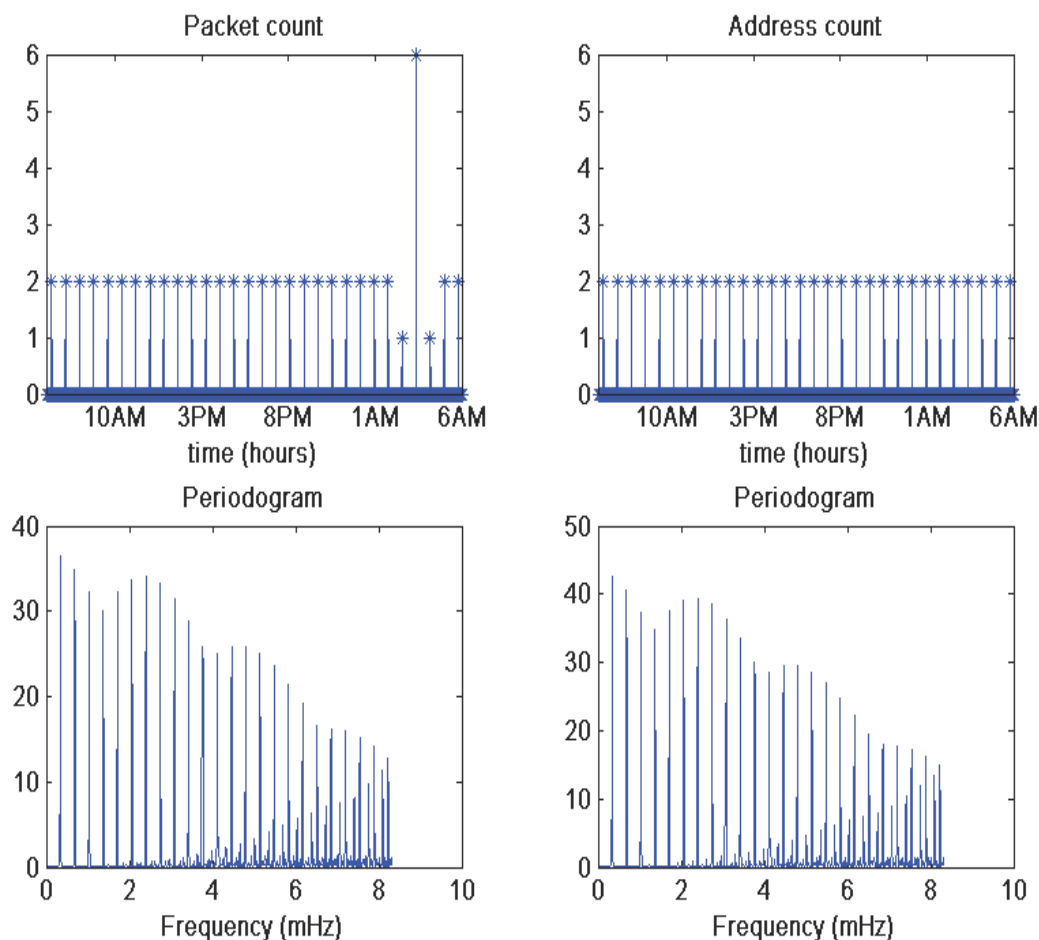 Packet count
6
5
4
3
2
1
0
10AM 3PM 8PM 1AM 6AM
time (hours)
Address count
6
5
4
3
2
1
0
10AM 3PM 8PM 1AM 6AM
time (hours)
Periodogram
40
30
20
10
0
0 2 4 6 8 10
Frequency (mHz)
Periodogram
50
40
30
20
10
0
0 2 4 6 8 10
Frequency (mHz)